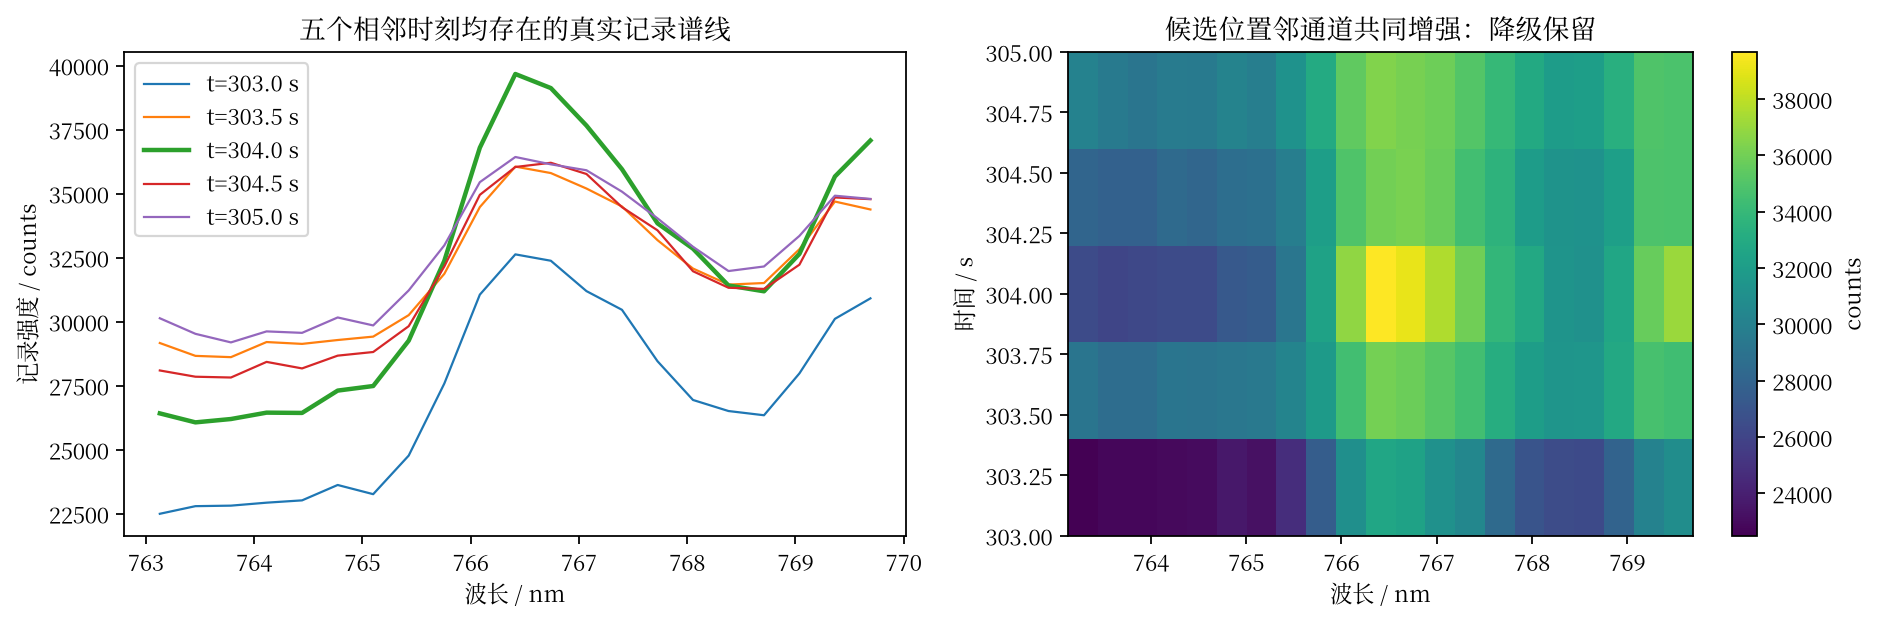 五个相邻时刻均存在的真实记录谱线
40000
37500
35000
32500
30000
27500
25000
22500
记录强度 / counts
t=303.0 s
t=303.5 s
t=304.0 s
t=304.5 s
t=305.0 s
763 764 765 766 767 768 769 770
波长 / nm
候选位置邻通道共同增强：降级保留
305.00
304.75
304.50
304.25
304.00
303.75
303.50
303.25
303.00
时间 / s
764 765 766 767 768 769
波长 / nm
38000
36000
34000
32000
30000
28000
26000
24000
counts